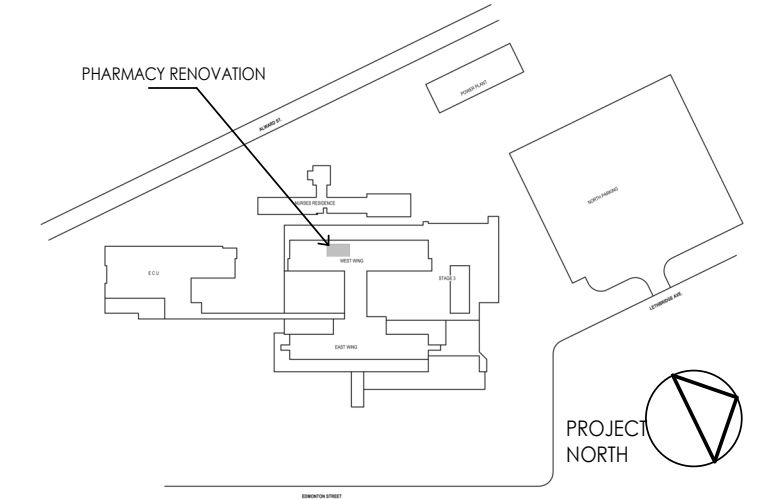 PHARMACY RENOVATION
POWER PLANT
ALWARD ST.
NORTH PARKING
NURSES RESIDENCE
WEST WING
E C U
STAGE 3
LETHBRIDGE AVE.
EAST WING
PROJECT
NORTH
EDMONTON STREET